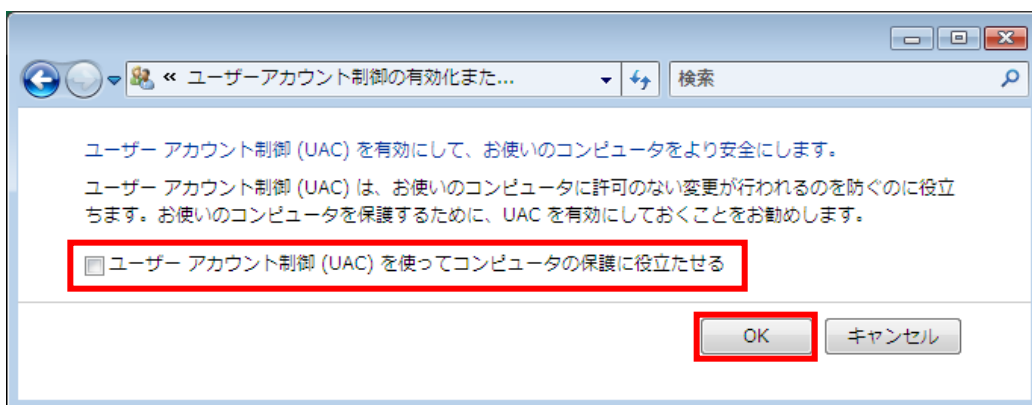 « ユーザーアカウント制御の有効化また...
検索
ユーザー アカウント制御 (UAC) を有効にして、お使いのコンピュータをより安全にします。
ユーザー アカウント制御 (UAC) は、お使いのコンピュータに許可のない変更が行われるのを防ぐのに役立
ちます。お使いのコンピュータを保護するために、UAC を有効にしておくことをお勧めします。
ユーザー アカウント制御 (UAC) を使ってコンピュータの保護に役立たせる
OK
キャンセル